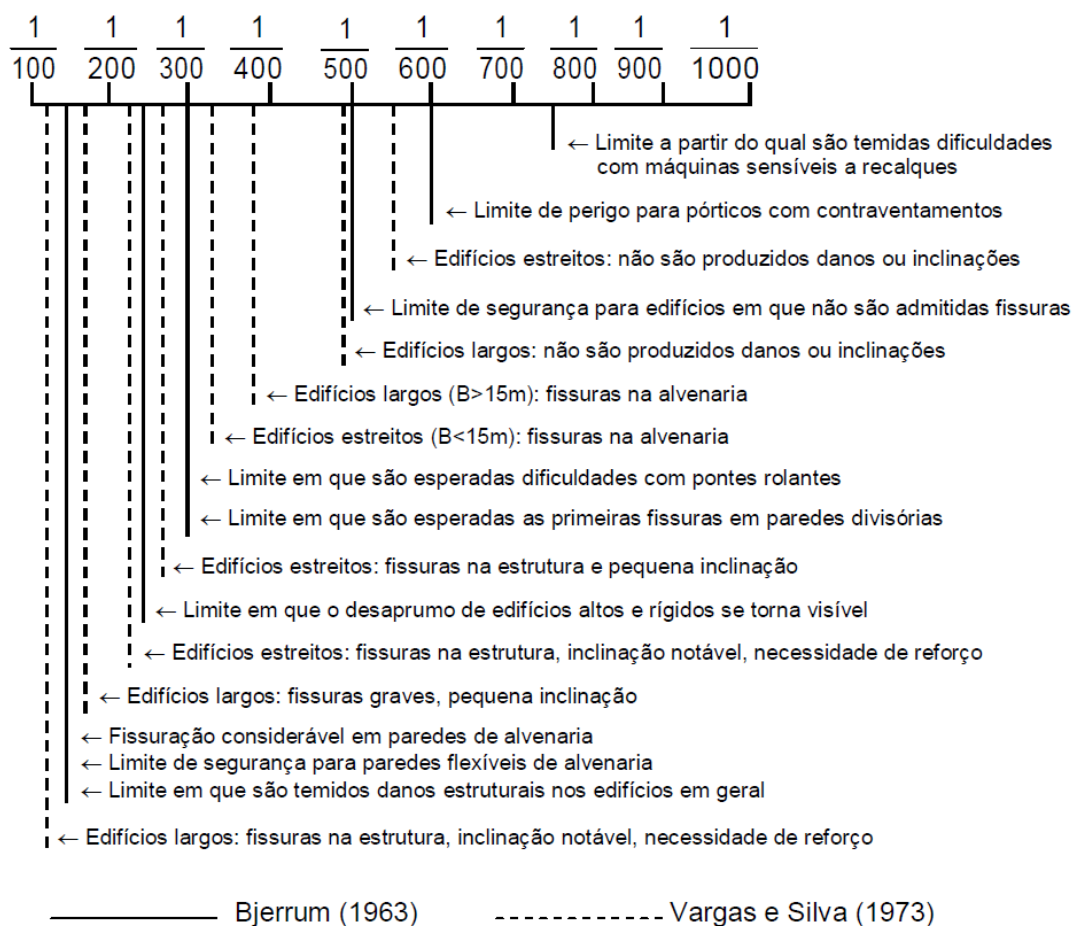 1 1 1 1 1 1 1 1 1 1
100 200 300 400 500 600 700 800 900 1000
← Limite a partir do qual são temidas dificuldades
com máquinas sensíveis a recalques
← Limite de perigo para pórticos com contraventamentos
← Edifícios estreitos: não são produzidos danos ou inclinações
← Limite de segurança para edifícios em que não são admitidas fissuras
← Edifícios largos: não são produzidos danos ou inclinações
← Edifícios largos (B>15m): fissuras na alvenaria
← Edifícios estreitos (B<15m): fissuras na alvenaria
← Limite em que são esperadas dificuldades com pontes rolantes
← Limite em que são esperadas as primeiras fissuras em paredes divisórias
← Edifícios estreitos: fissuras na estrutura e pequena inclinação
← Limite em que o desaprumo de edifícios altos e rígidos se torna visível
← Edifícios estreitos: fissuras na estrutura, inclinação notável, necessidade de reforço
← Edifícios largos: fissuras graves, pequena inclinação
← Fissuração considerável em paredes de alvenaria
← Limite de segurança para paredes flexíveis de alvenaria
← Limite em que são temidos danos estruturais nos edifícios em geral
← Edifícios largos: fissuras na estrutura, inclinação notável, necessidade de reforço
Bjerrum (1963) Vargas e Silva (1973)